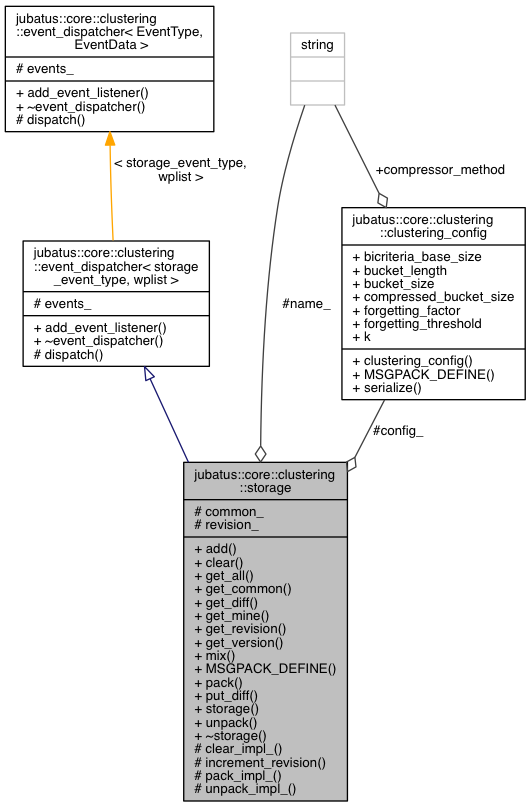 jubatus::core::clustering
::event_dispatcher< EventType,
EventData >
# events_
+ add_event_listener()
+ ~event_dispatcher()
# dispatch()
string
< storage_event_type,
wplist >
+compressor_method
jubatus::core::clustering
::clustering_config
+ bicriteria_base_size
+ bucket_length
+ bucket_size
+ compressed_bucket_size
+ forgetting_factor
+ forgetting_threshold
+ k
+ clustering_config()
+ MSGPACK_DEFINE()
+ serialize()
jubatus::core::clustering
::event_dispatcher< storage
_event_type, wplist >
# events_
+ add_event_listener()
+ ~event_dispatcher()
# dispatch()
#name_
#config_
jubatus::core::clustering
::storage
# common_
# revision_
+ add()
+ clear()
+ get_all()
+ get_common()
+ get_diff()
+ get_mine()
+ get_revision()
+ get_version()
+ mix()
+ MSGPACK_DEFINE()
+ pack()
+ put_diff()
+ storage()
+ unpack()
+ ~storage()
# clear_impl_()
# increment_revision()
# pack_impl_()
# unpack_impl_()